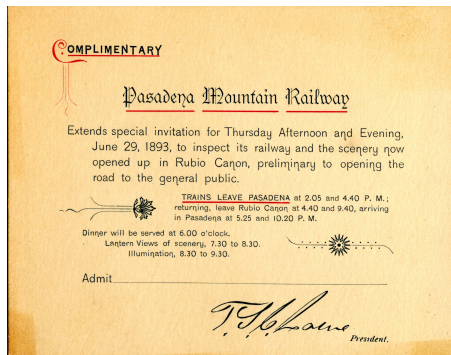 COMPLIMENTARY
Pasadena Mountain Railway
Extends special invitation for Thursday Afternoon and Evening,
June 29, 1893, to inspect its railway and the scenery now
opened up in Rubio Cañon, preliminary to opening the
road to the general public.
TRAINS LEAVE PASADENA at 2.05 and 4.40 P. M.;
returning, leave Rubio Cañon at 4.40 and 9.40, arriving
in Pasadena at 5.25 and 10.20 P. M.
Dinner will be served at 6.00 o'clock.
Lantern Views of scenery, 7.30 to 8.30.
Illumination, 8.30 to 9.30.
Admit
T. S. C. Lowe
President.